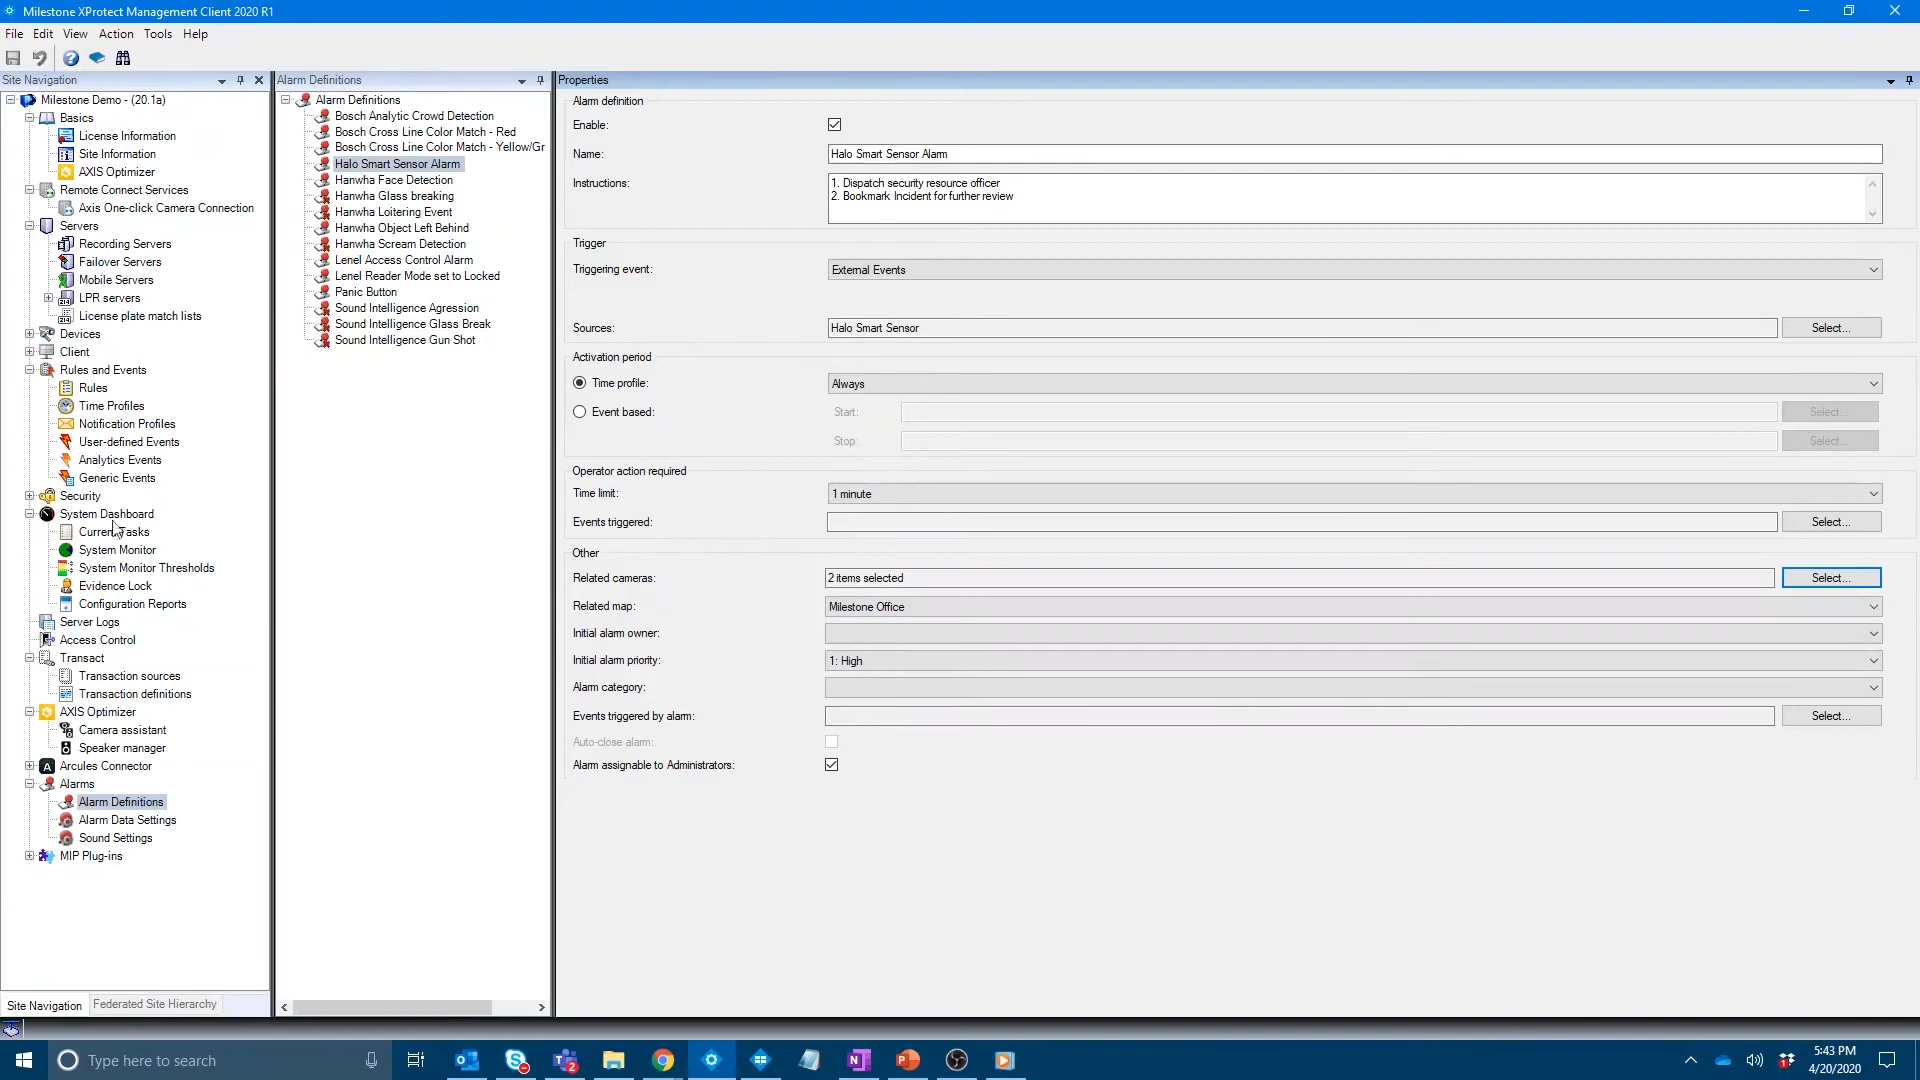 Milestone XProtect Management Client 2020 R1
File Edit View Action Tools Help
Site Navigation
Milestone Demo - (20.1a)
Basics
License Information
Site Information
AXIS Optimizer
Remote Connect Services
Axis One-click Camera Connection
Servers
Recording Servers
Failover Servers
Mobile Servers
LPR servers
License plate match lists
Devices
Client
Rules and Events
Rules
Time Profiles
Notification Profiles
User-defined Events
Analytics Events
Generic Events
Security
System Dashboard
Current Tasks
System Monitor
System Monitor Thresholds
Evidence Lock
Configuration Reports
Server Logs
Access Control
Transact
Transaction sources
Transaction definitions
AXIS Optimizer
Camera assistant
Speaker manager
Arcules Connector
Alarms
Alarm Definitions
Alarm Data Settings
Sound Settings
MIP Plug-ins
Site Navigation Federated Site Hierarchy
Alarm Definitions
Alarm Definitions
Bosch Analytic Crowd Detection
Bosch Cross Line Color Match - Red
Bosch Cross Line Color Match - Yellow/Gr
Halo Smart Sensor Alarm
Hanwha Face Detection
Hanwha Glass breaking
Hanwha Loitering Event
Hanwha Object Left Behind
Hanwha Scream Detection
Lenel Access Control Alarm
Lenel Reader Mode set to Locked
Panic Button
Sound Intelligence Agression
Sound Intelligence Glass Break
Sound Intelligence Gun Shot
Properties
Alarm definition
Enable:
Name: Halo Smart Sensor Alarm
Instructions: 1. Dispatch security resource officer
2. Bookmark Incident for further review
Trigger
Triggering event: External Events
Sources: Halo Smart Sensor Select...
Activation period
Time profile: Always
Event based: Start: Select...
Stop: Select...
Operator action required
Time limit: 1 minute
Events triggered: Select...
Other
Related cameras: 2 items selected Select...
Related map: Milestone Office
Initial alarm owner:
Initial alarm priority: 1: High
Alarm category:
Events triggered by alarm: Select...
Auto-close alarm:
Alarm assignable to Administrators:
Type here to search
5:43 PM
4/20/2020